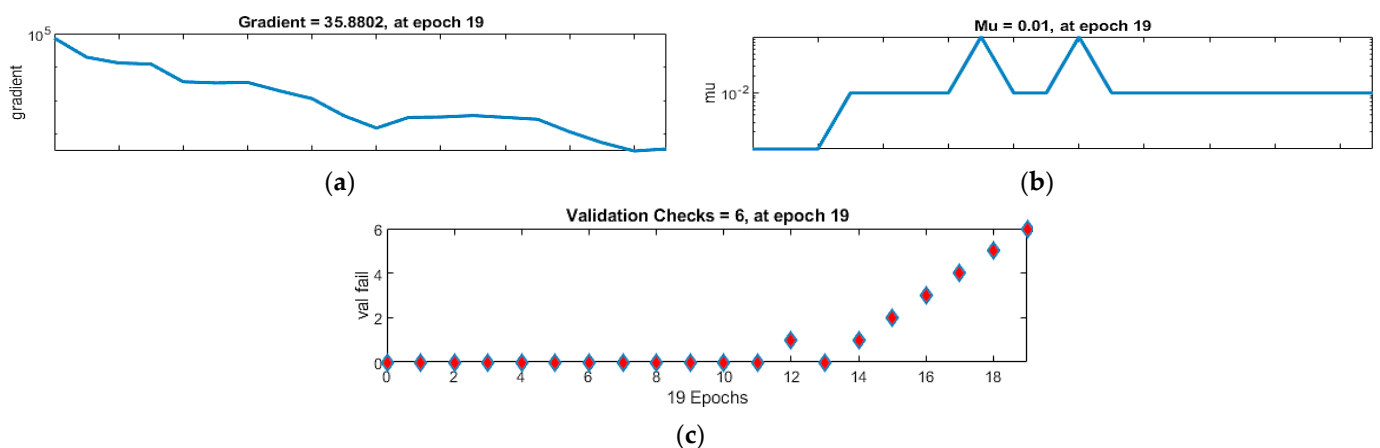 Gradient = 35.8802, at epoch 19
10^5
gradient
(a)
Mu = 0.01, at epoch 19
10^-2
mu
(b)
Validation Checks = 6, at epoch 19
6
4
2
0
val fail
0 2 4 6 8 10 12 14 16 18
19 Epochs
(c)